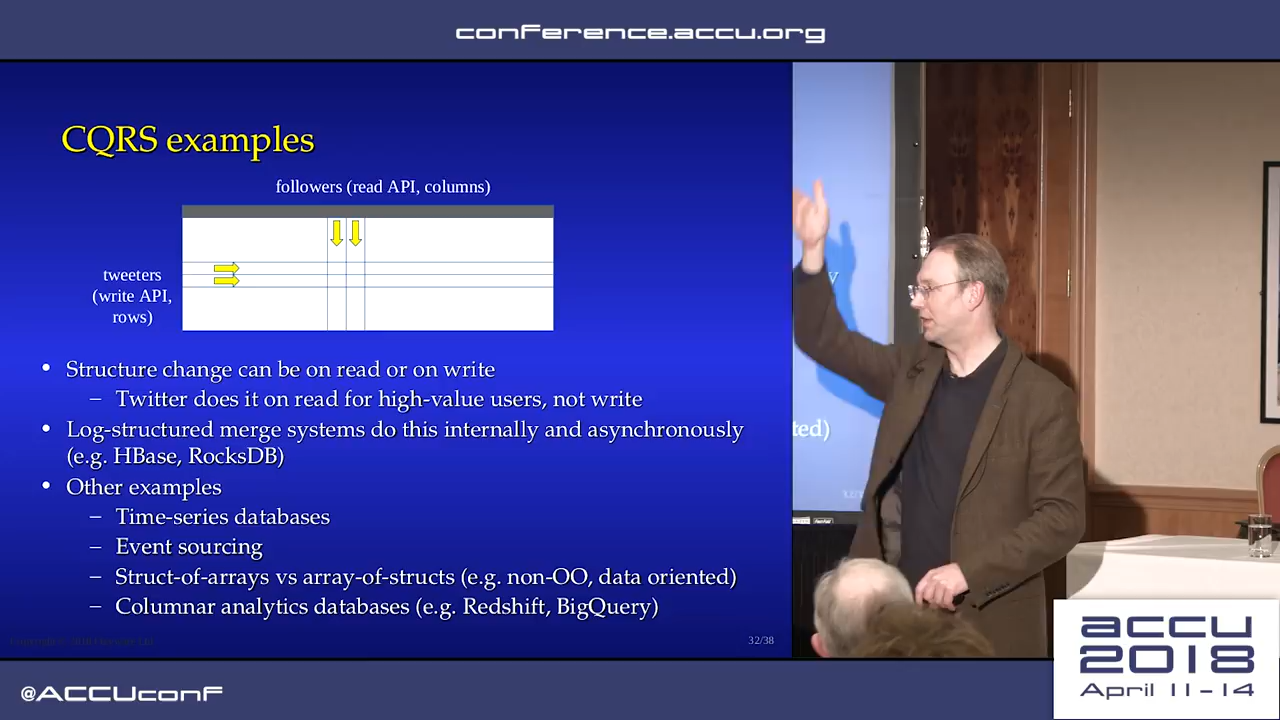 conference.accu.org
CQRS examples
followers (read API, columns)
tweeters
(write API,
rows)
• Structure change can be on read or on write
– Twitter does it on read for high-value users, not write
• Log-structured merge systems do this internally and asynchronously
(e.g. HBase, RocksDB)
• Other examples
– Time-series databases
– Event sourcing
– Struct-of-arrays vs array-of-structs (e.g. non-OO, data oriented)
– Columnar analytics databases (e.g. Redshift, BigQuery)
32/38
ted)
@ACCUconf
accu
2018
April 11-14